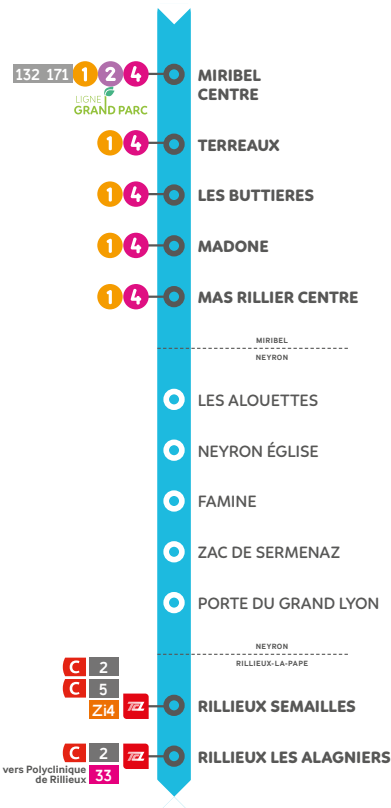 132 171 1 2 4 MIRIBEL
CENTRE
LIGNE
GRAND PARC
1 4 TERREAUX
1 4 LES BUTTIERES
1 4 MADONE
1 4 MAS RILLIER CENTRE
MIRIBEL
NEYRON
LES ALOUETTES
NEYRON ÉGLISE
FAMINE
ZAC DE SERMENAZ
PORTE DU GRAND LYON
NEYRON
RILLIEUX-LA-PAPE
C 2
C 5
Zi4 TCL RILLIEUX SEMAILLES
C 2 TCL RILLIEUX LES ALAGNIERS
vers Polyclinique
de Rillieux 33